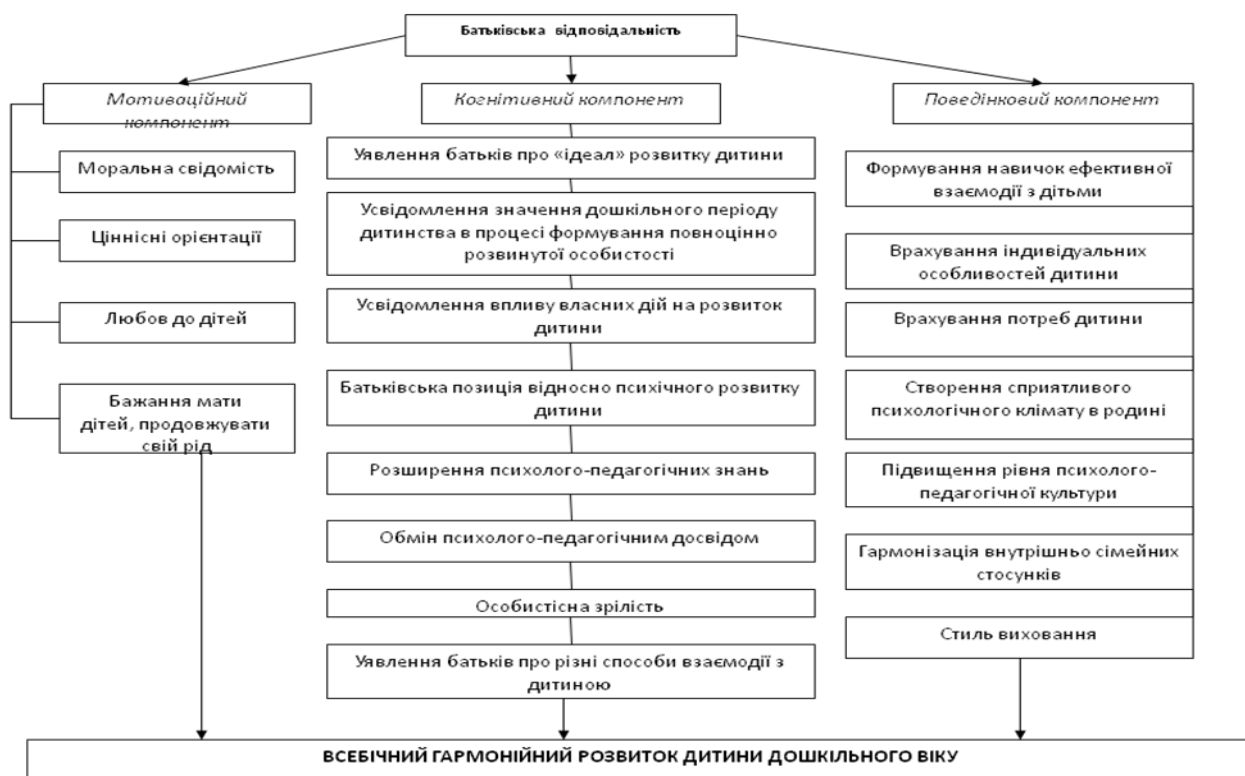 Батьківська відповідальність
Мотиваційний
компонент
Когнітивний компонент
Поведінковий компонент
Моральна свідомість
Ціннісні орієнтації
Любов до дітей
Бажання мати
дітей, продовжувати
свій рід
Уявлення батьків про «ідеал» розвитку дитини
Усвідомлення значення дошкільного періоду
дитинства в процесі формування повноцінно
розвинутої особистості
Усвідомлення впливу власних дій на розвиток
дитини
Батьківська позиція відносно психічного розвитку
дитини
Розширення психолого-педагогічних знань
Обмін психолого-педагогічним досвідом
Особистісна зрілість
Уявлення батьків про різні способи взаємодії з
дитиною
Формування навичок ефективної
взаємодії з дітьми
Врахування індивідуальних
особливостей дитини
Врахування потреб дитини
Створення сприятливого
психологічного клімату в родині
Підвищення рівня психолого-
педагогічної культури
Гармонізація внутрішньо сімейних
стосунків
Стиль виховання
ВСЕБІЧНИЙ ГАРМОНІЙНИЙ РОЗВИТОК ДИТИНИ ДОШКІЛЬНОГО ВІКУ